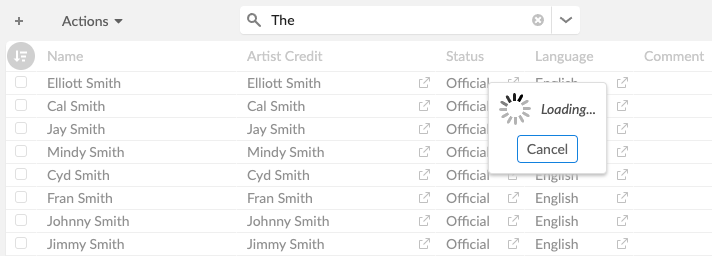 + Actions The
Name Artist Credit Status Language Comment
Elliott Smith Elliott Smith Official English
Cal Smith Cal Smith Official
Loading...
Jay Smith Jay Smith Official
Mindy Smith Mindy Smith Official
Cancel
Cyd Smith Cyd Smith Official English
Fran Smith Fran Smith Official English
Johnny Smith Johnny Smith Official English
Jimmy Smith Jimmy Smith Official English